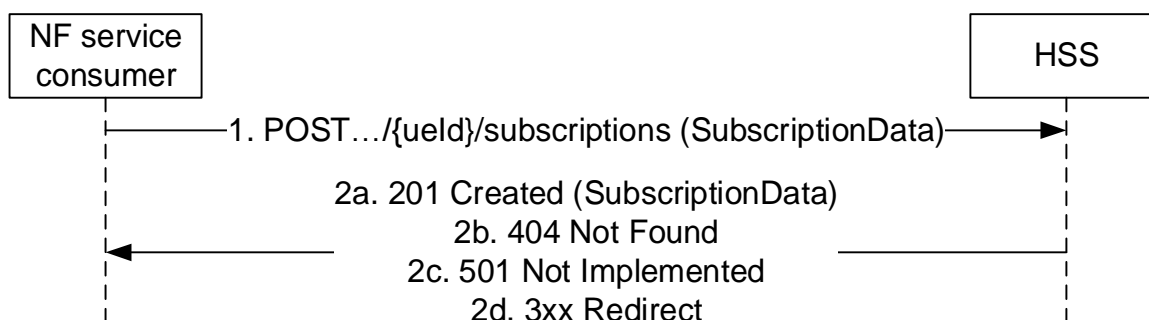 NF service
consumer
HSS
1. POST…/{ueId}/subscriptions (SubscriptionData)
2a. 201 Created (SubscriptionData)
2b. 404 Not Found
2c. 501 Not Implemented
2d. 3xx Redirect